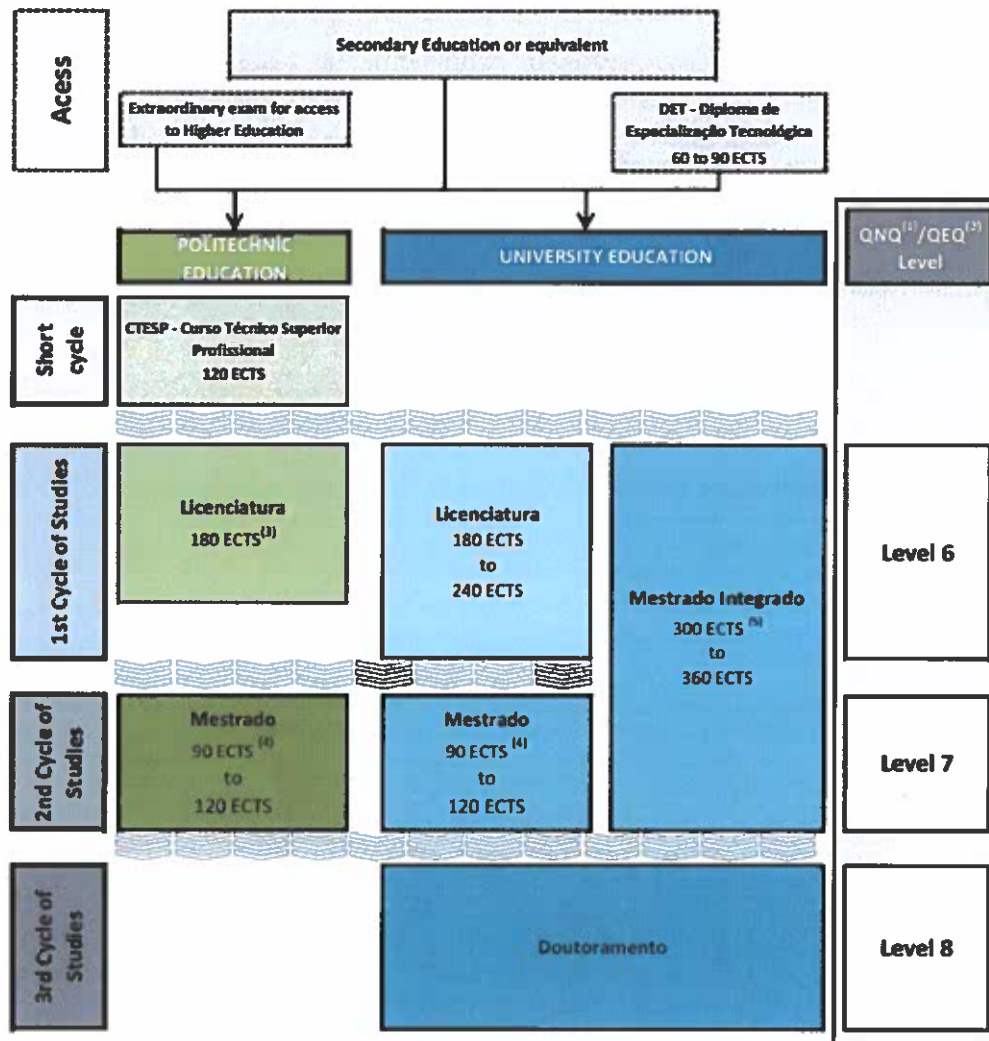 Acess
Secondary Education or equivalent
Extraordinary exam for access
to Higher Education
DET - Diploma de
Especialização Tecnológica
60 to 90 ECTS
POLITECHNIC
EDUCATION
UNIVERSITY EDUCATION
QNQ(1)/QEQ(2)
Level
Short
cycle
CTESP - Curso Técnico Superior
Profissional
120 ECTS
1st Cycle of Studies
Licenciatura
180 ECTS(3)
Licenciatura
180 ECTS
to
240 ECTS
Mestrado Integrado
300 ECTS (5)
to
360 ECTS
Level 6
2nd Cycle of
Studies
Mestrado
90 ECTS (4)
to
120 ECTS
Mestrado
90 ECTS (4)
to
120 ECTS
Level 7
3rd Cycle of
Studies
Doutoramento
Level 8